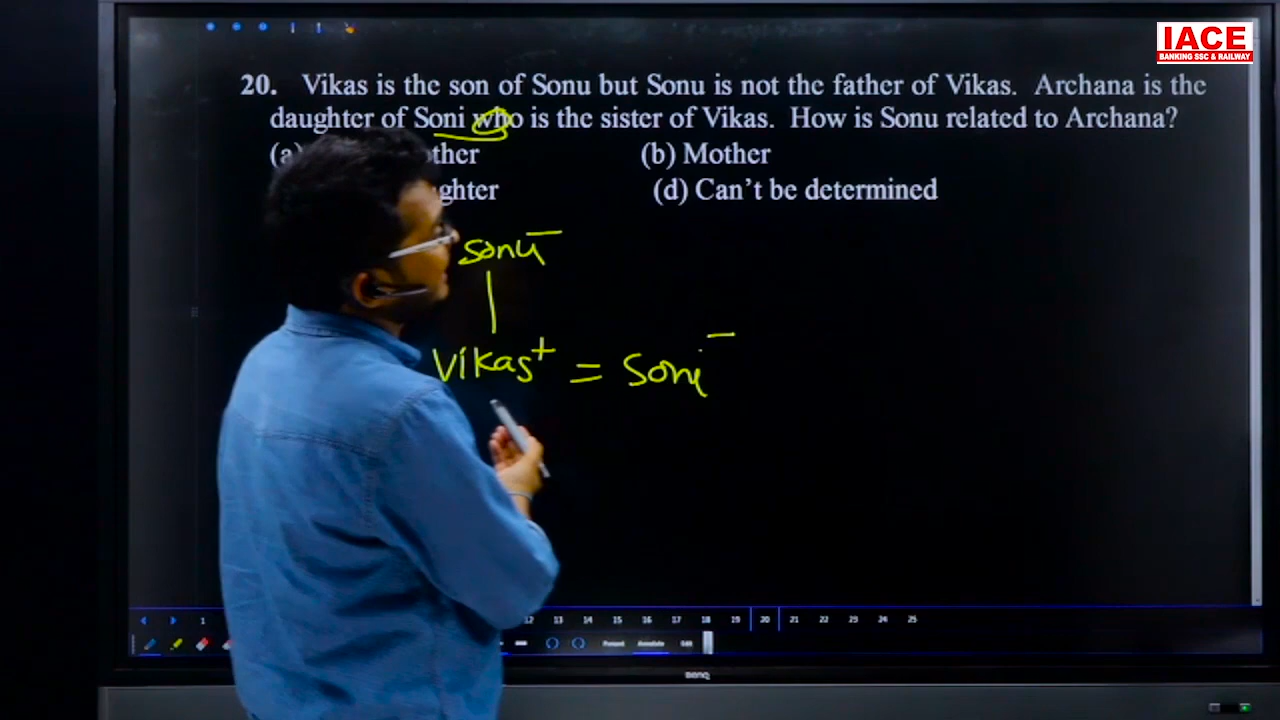 IACE
BANKING SSC & RAILWAY
20. Vikas is the son of Sonu but Sonu is not the father of Vikas. Archana is the
daughter of Soni who is the sister of Vikas. How is Sonu related to Archana?
(a) other (b) Mother
ghter (d) Can't be determined
sonu –
vikas + = soni –
1 12 13 14 15 16 17 18 19 20 21 22 23 24 25
Annotate Edit
BenQ